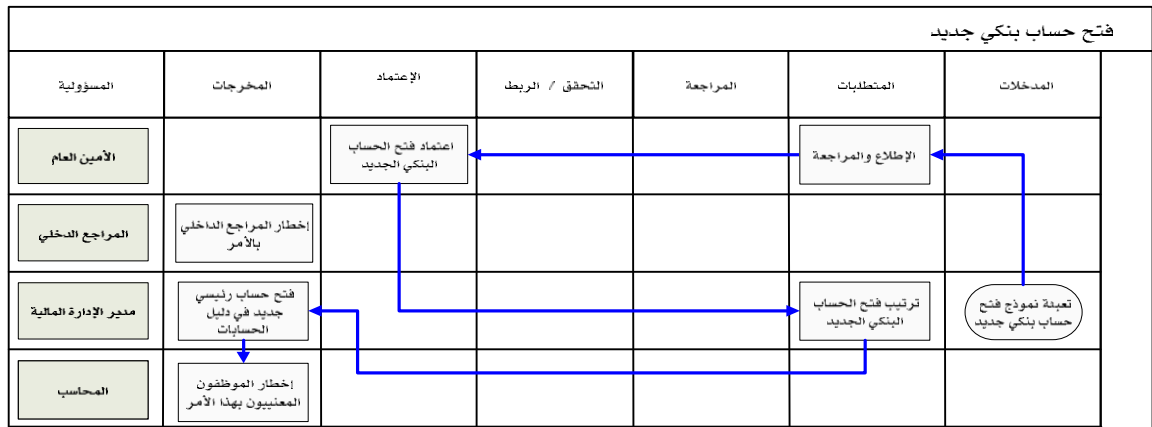 فتح حساب بنكي جديد
المدخلات
المتطلبات
المراجعة
التحقق / الربط
الإعتماد
المخرجات
المسؤولية
الإطلاع والمراجعة
اعتماد فتح الحساب
البنكي الجديد
الأمين العام
إخطار المراجع الداخلي
بالأمر
المراجع الدخلي
تعبئة نموذج فتح
حساب بنكي جديد
ترتيب فتح الحساب
البنكي الجديد
فتح حساب رئيسي
جديد في دليل
الحسابات
مدير الإدارة المالية
إخطار الموظفون
المعنييون بهذا الأمر
المحاسب